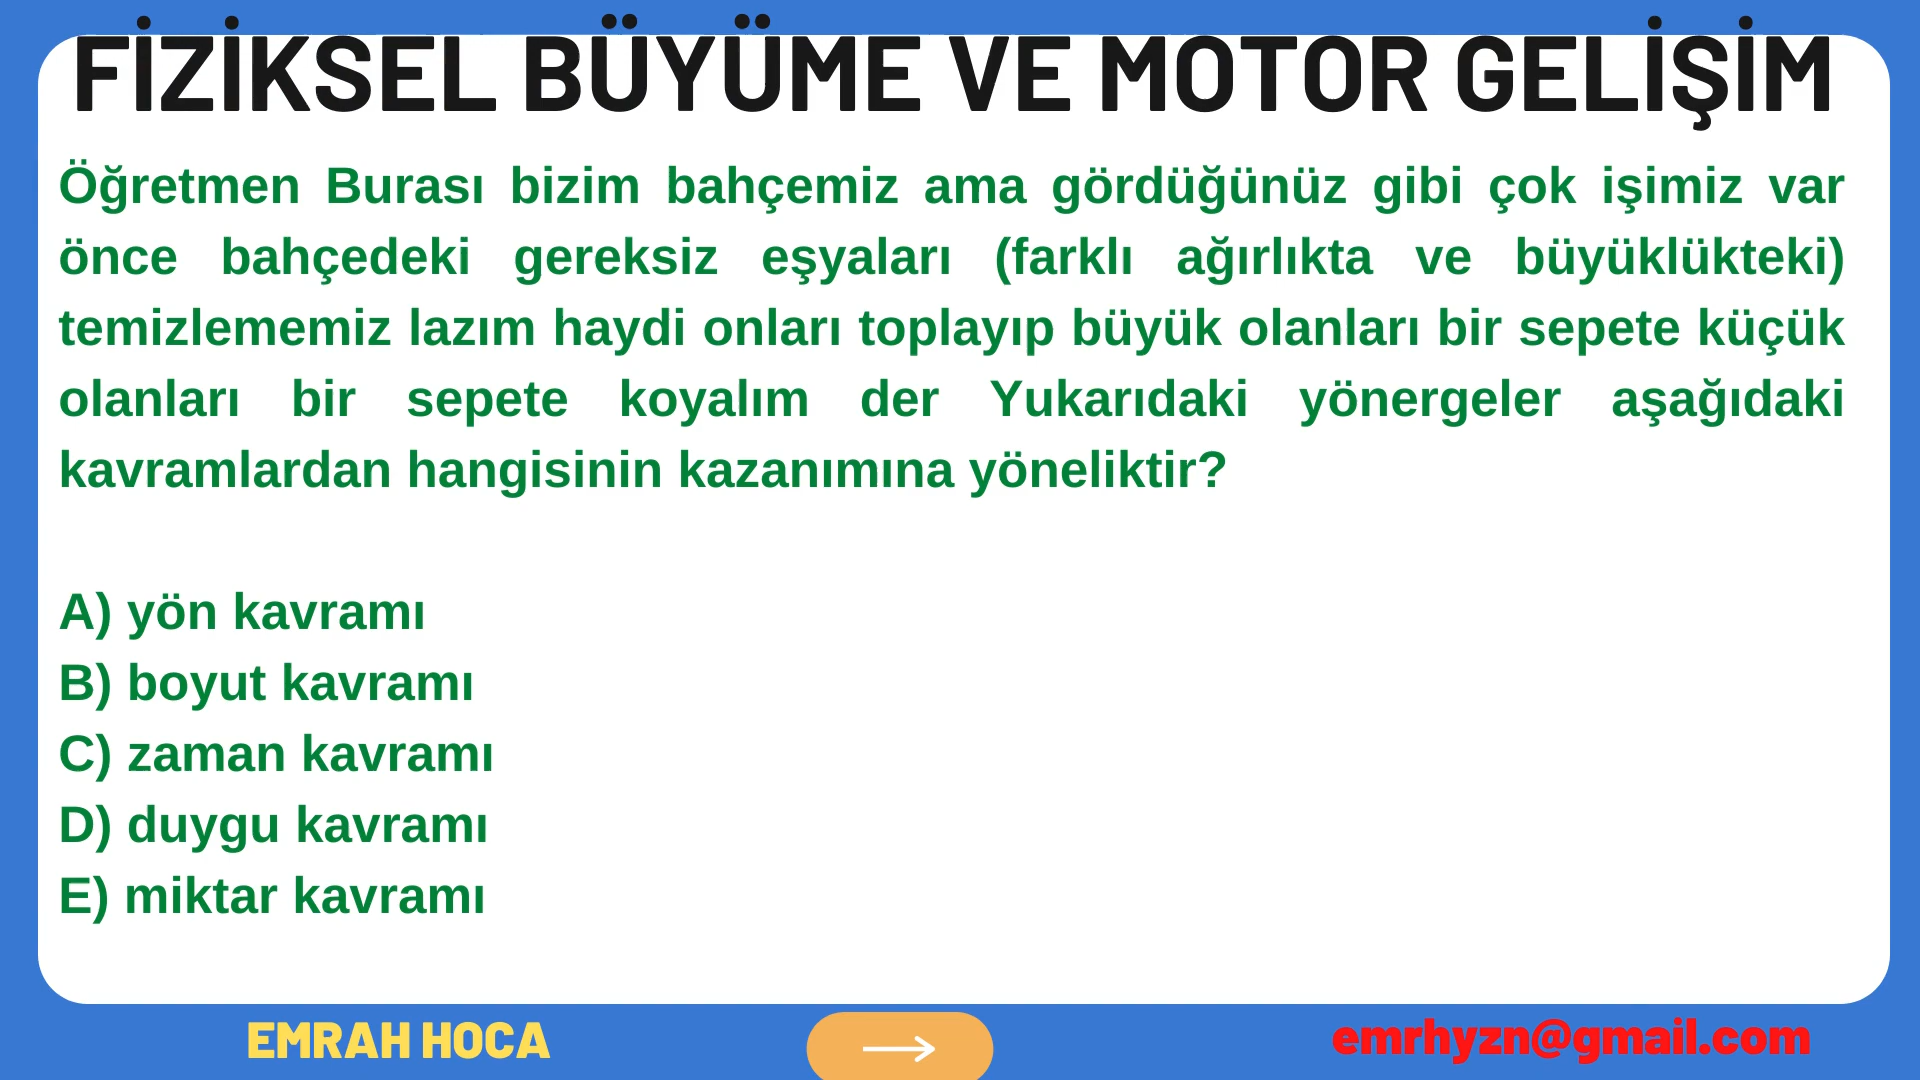 FİZİKSEL BÜYÜME VE MOTOR GELİŞİM
Öğretmen Burası bizim bahçemiz ama gördüğünüz gibi çok işimiz var
önce bahçedeki gereksiz eşyaları (farklı ağırlıkta ve büyüklükteki)
temizlememiz lazım haydi onları toplayıp büyük olanları bir sepete küçük
olanları bir sepete koyalım der Yukarıdaki yönergeler aşağıdaki
kavramlardan hangisinin kazanımına yöneliktir?
A) yön kavramı
B) boyut kavramı
C) zaman kavramı
D) duygu kavramı
E) miktar kavramı
EMRAH HOCA
emrhyzn@gmail.com